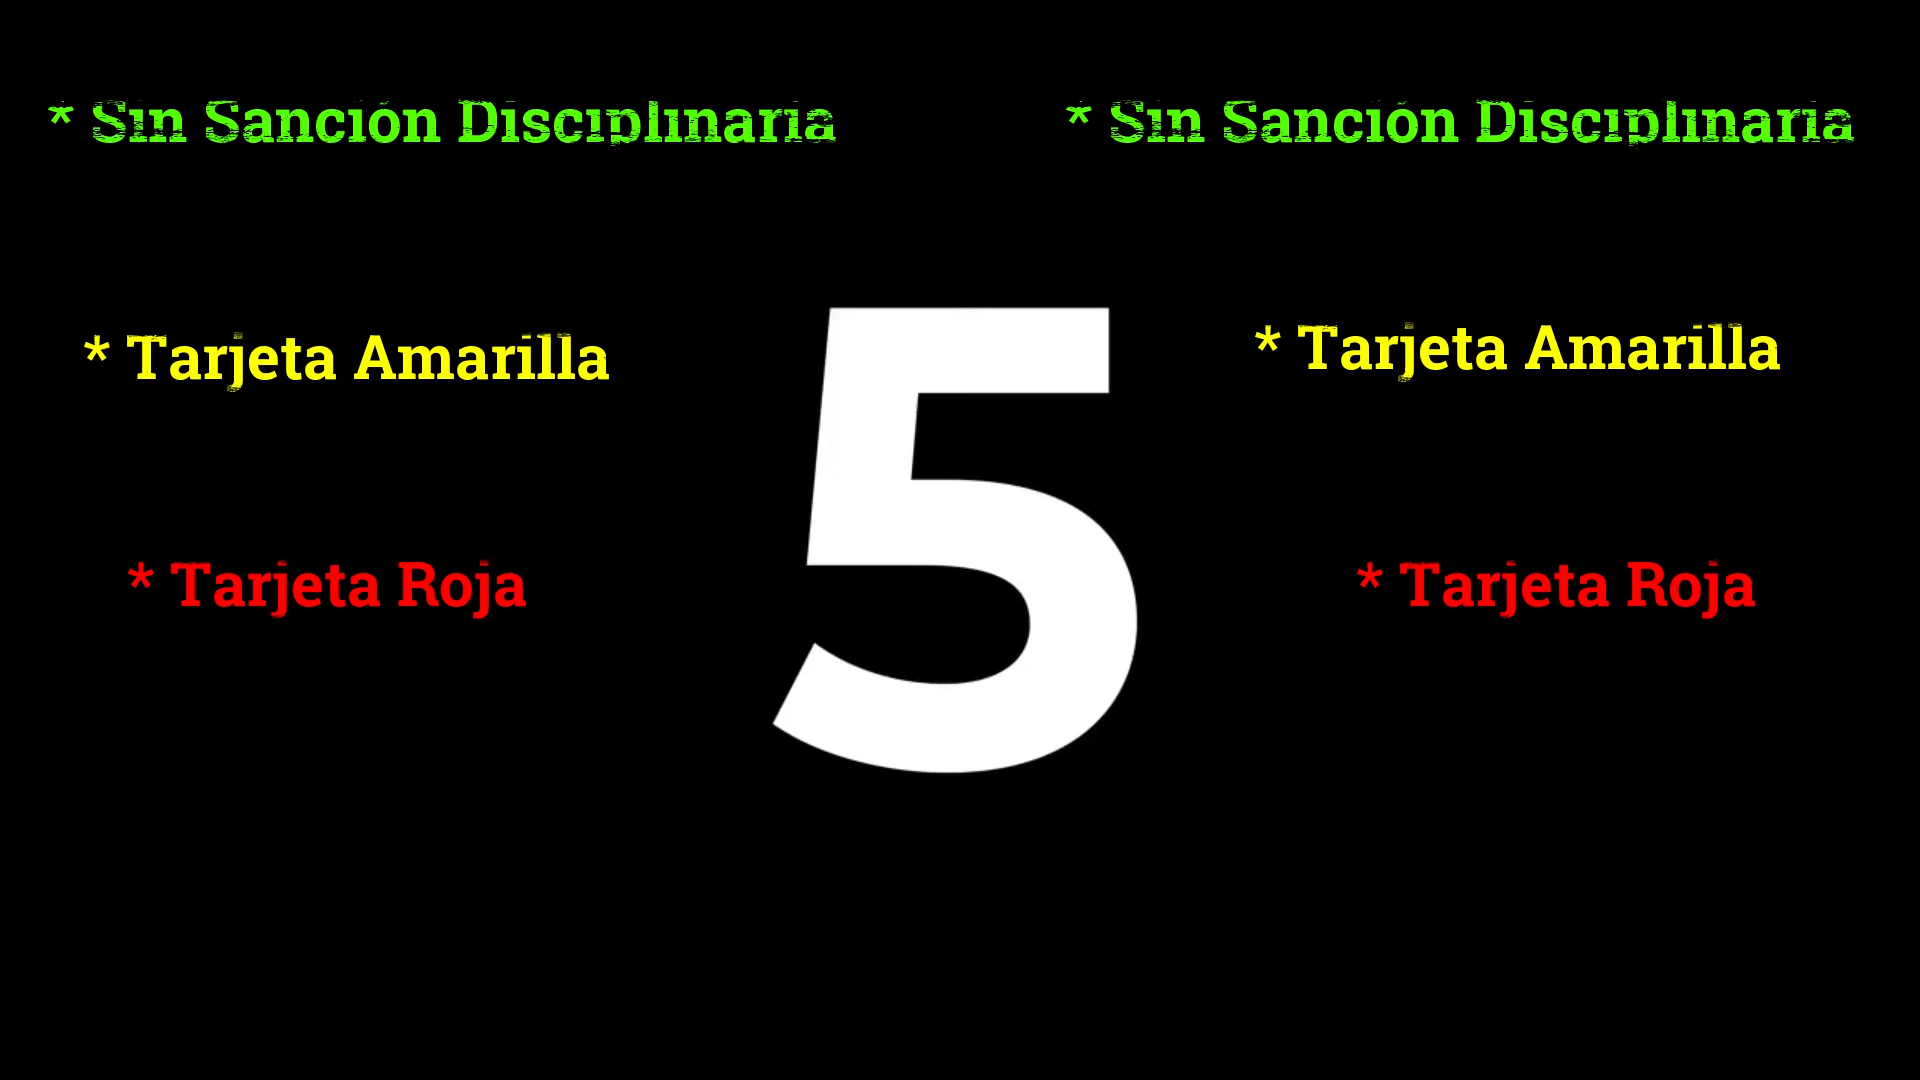 * Sin Sanción Disciplinaria
* Sin Sanción Disciplinaria
* Tarjeta Amarilla
* Tarjeta Amarilla
5
* Tarjeta Roja
* Tarjeta Roja